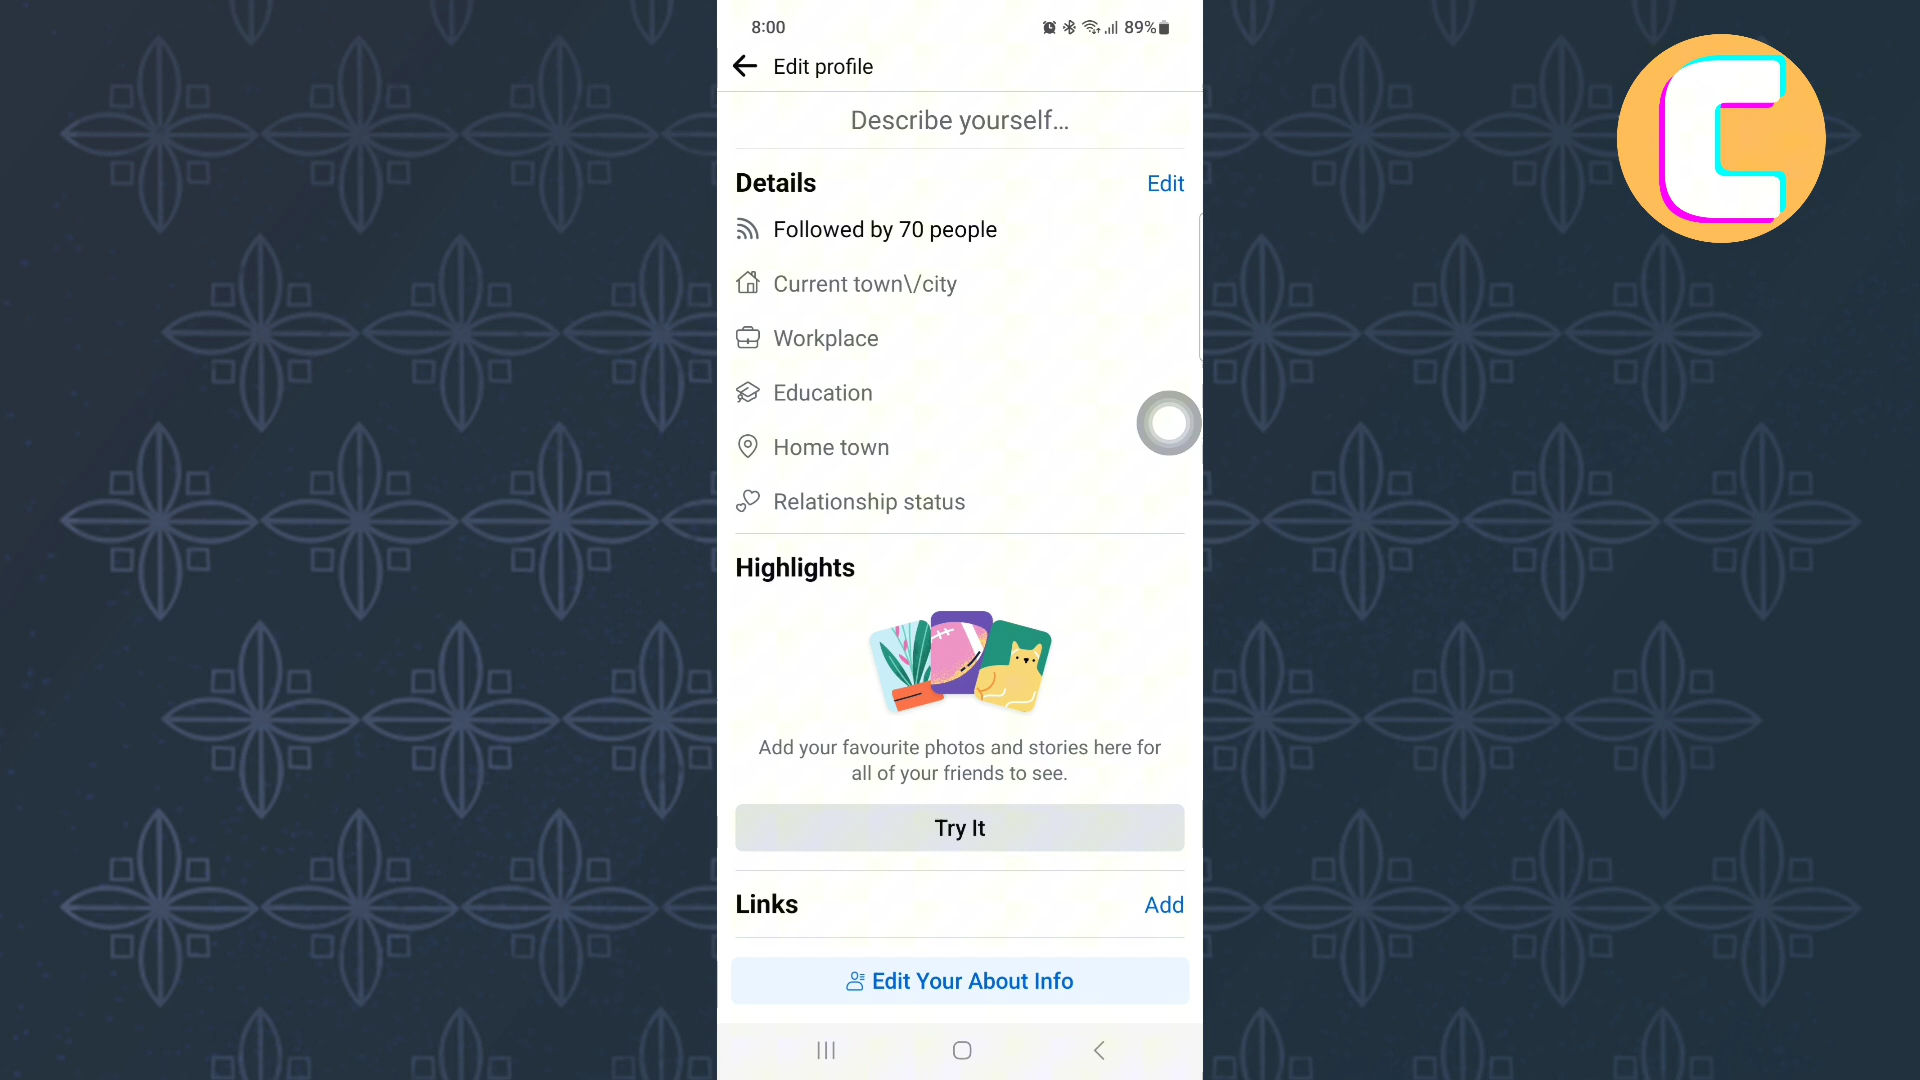 8:00
89%
Edit profile
Describe yourself...
Details
Edit
Followed by 70 people
Current town\/city
Workplace
Education
Home town
Relationship status
Highlights
Add your favourite photos and stories here for
all of your friends to see.
Try It
Links
Add
Edit Your About Info
C